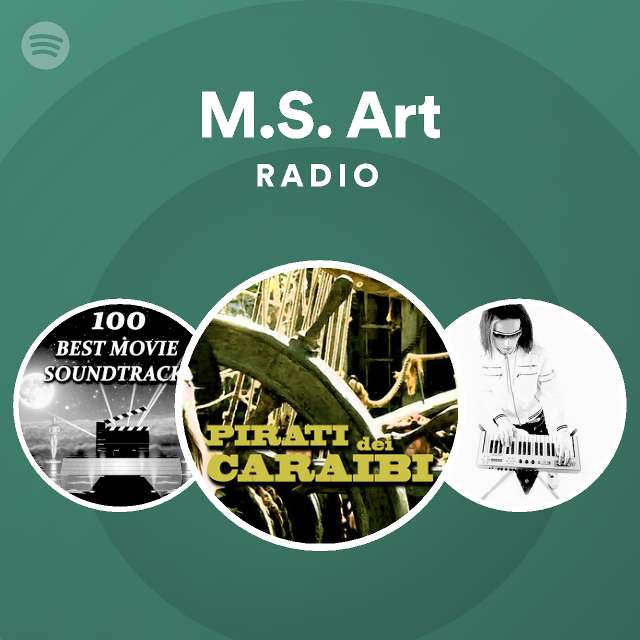 M.S. Art
RADIO
100
BEST MOVIE
SOUNDTRACK
PIRATI dei
CARAIBI